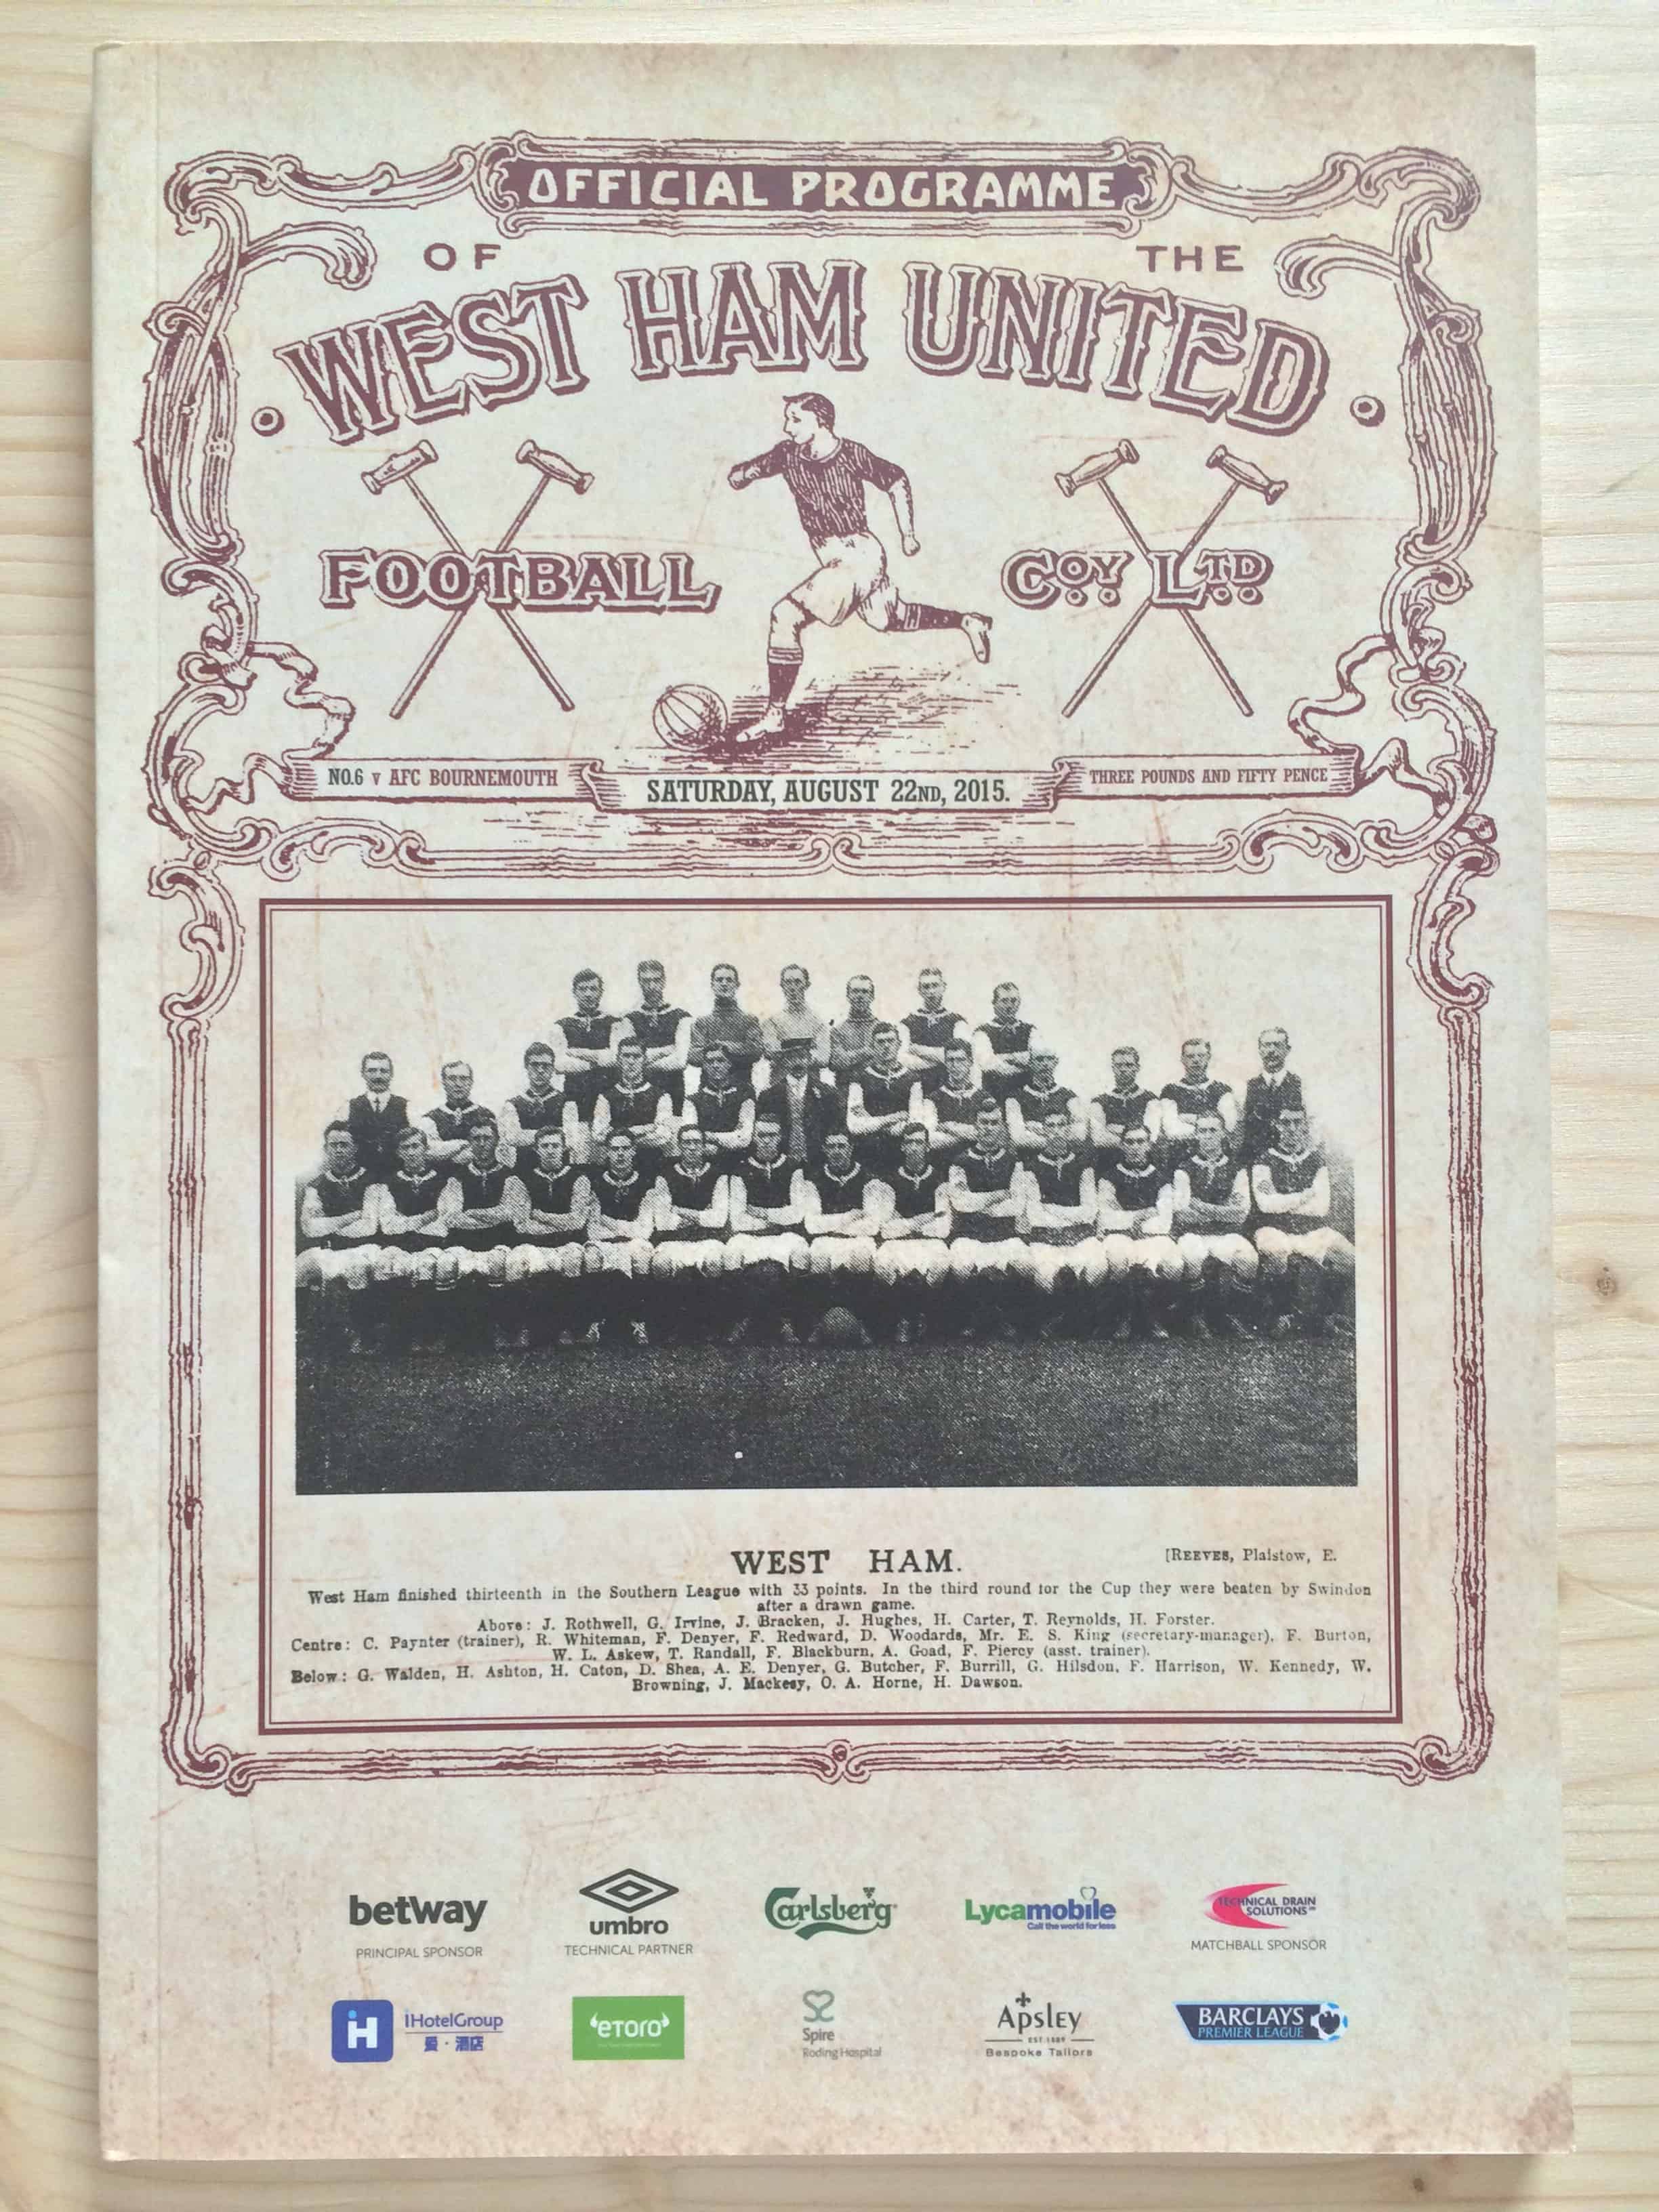 OFFICIAL PROGRAMME
OF THE
WEST HAM UNITED
FOOTBALL COY LTD
NO.6 v AFC BOURNEMOUTH
SATURDAY, AUGUST 22ND, 2015.
THREE POUNDS AND FIFTY PENCE
WEST HAM.
[REEVES, Plaistow, E.
West Ham finished thirteenth in the Southern League with 33 points. In the third round for the Cup they were beaten by Swindon
after a drawn game.
Above: J. Rothwell, G. Irvine, J. Bracken, J. Hughes, H. Carter, T. Reynolds, H. Forster.
Centre: C. Paynter (trainer), R. Whiteman, F. Denyer, F. Redward, D. Woodards, Mr. E. S. King (secretary-manager), F. Burton,
W. L. Askew, T. Randall, F. Blackburn, A. Goad, F. Piercy (asst. trainer).
Below: G. Walden, H. Ashton, H. Caton, D. Shea, A. E. Denyer, G. Butcher, F. Burrill, G. Hilsdon, F. Harrison, W. Kennedy, W.
Browning, J. Mackesy, O. A. Horne, H. Dawson.
betway
PRINCIPAL SPONSOR
umbro
TECHNICAL PARTNER
Carlsberg
Lycamobile
Call the world for less
TECHNICAL DRAIN
SOLUTIONS
MATCHBALL SPONSOR
iH
iHotelGroup
爱·酒店
eTORO
Spire
Roding Hospital
Apsley
EST.1889
Bespoke Tailors
BARCLAYS
PREMIER LEAGUE